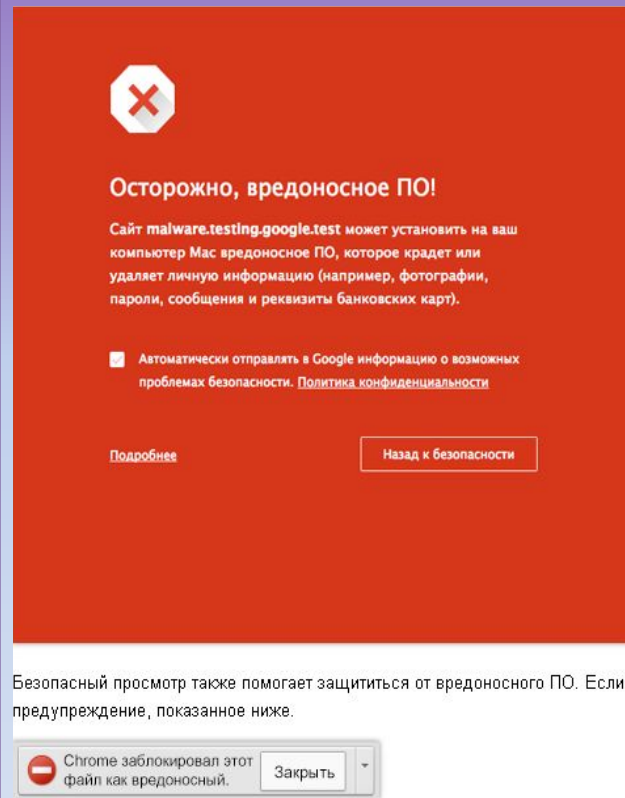 Осторожно, вредоносное ПО!
Сайт malware.testing.google.test может установить на ваш
компьютер Mac вредоносное ПО, которое крадет или
удаляет личную информацию (например, фотографии,
пароли, сообщения и реквизиты банковских карт).
Автоматически отправлять в Google информацию о возможных
проблемах безопасности. Политика конфиденциальности
Подробнее
Назад к безопасности
Безопасный просмотр также помогает защититься от вредоносного ПО. Если
предупреждение, показанное ниже.
Chrome заблокировал этот
файл как вредоносный.
Закрыть